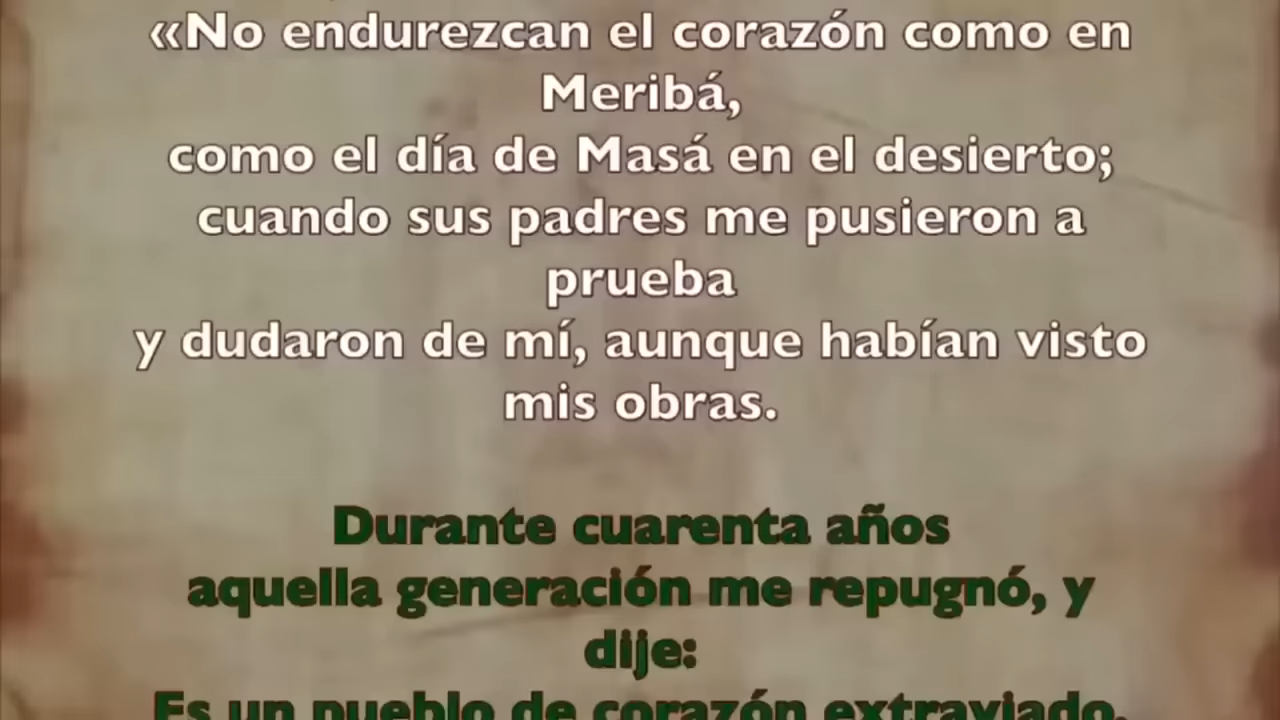 «No endurezcan el corazón como en
Meribá,
como el día de Masá en el desierto;
cuando sus padres me pusieron a
prueba
y dudaron de mí, aunque habían visto
mis obras.
Durante cuarenta años
aquella generación me repugnó, y
dije:
Es un pueblo de corazón extraviado,